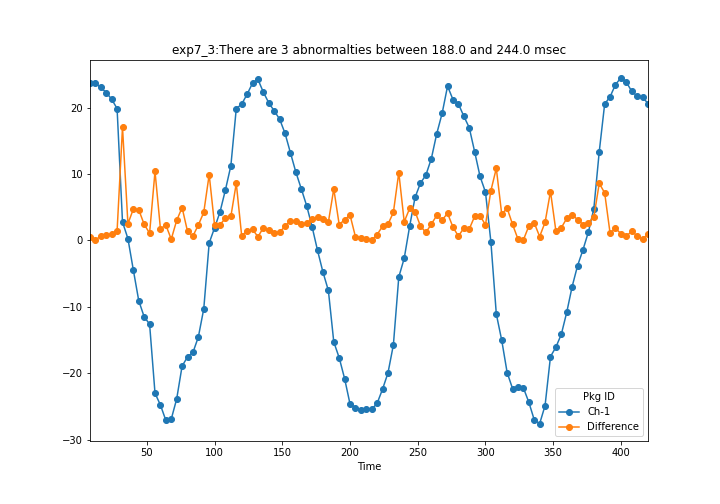 exp7_3:There are 3 abnormalties between 188.0 and 244.0 msec
20
10
0
−10
−20
−30
50
100
150
200
250
300
350
400
Time
Pkg ID
Ch-1
Difference